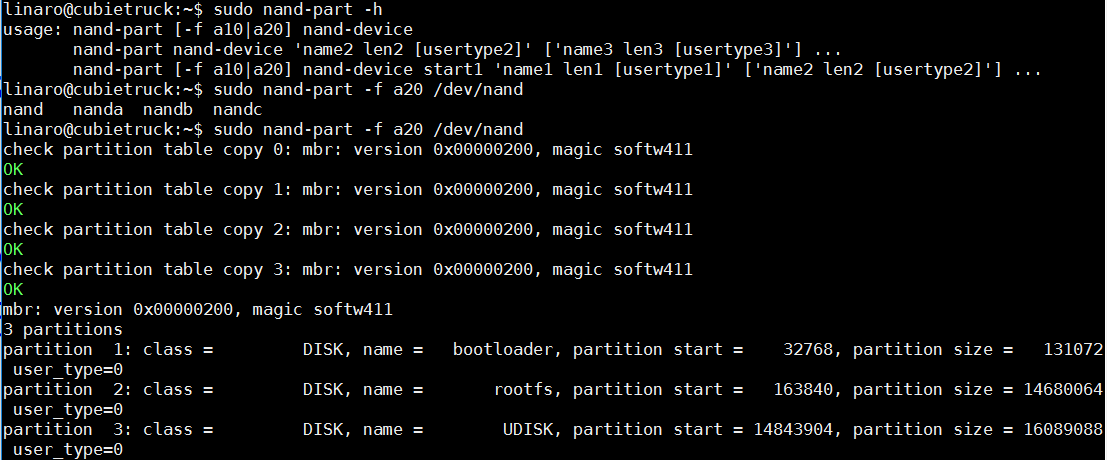 linaro@cubietruck:~$ sudo nand-part -h
usage: nand-part [-f a10|a20] nand-device
       nand-part nand-device 'name2 len2 [usertype2]' ['name3 len3 [usertype3]'] ...
       nand-part [-f a10|a20] nand-device start1 'name1 len1 [usertype1]' ['name2 len2 [usertype2]'] ...
linaro@cubietruck:~$ sudo nand-part -f a20 /dev/nand
nand   nanda  nandb  nandc
linaro@cubietruck:~$ sudo nand-part -f a20 /dev/nand
check partition table copy 0: mbr: version 0x00000200, magic softw411
OK
check partition table copy 1: mbr: version 0x00000200, magic softw411
OK
check partition table copy 2: mbr: version 0x00000200, magic softw411
OK
check partition table copy 3: mbr: version 0x00000200, magic softw411
OK
mbr: version 0x00000200, magic softw411
3 partitions
partition  1: class =         DISK, name =   bootloader, partition start =    32768, partition size =   131072
 user_type=0
partition  2: class =         DISK, name =       rootfs, partition start =   163840, partition size = 14680064
 user_type=0
partition  3: class =         DISK, name =        UDISK, partition start = 14843904, partition size = 16089088
 user_type=0